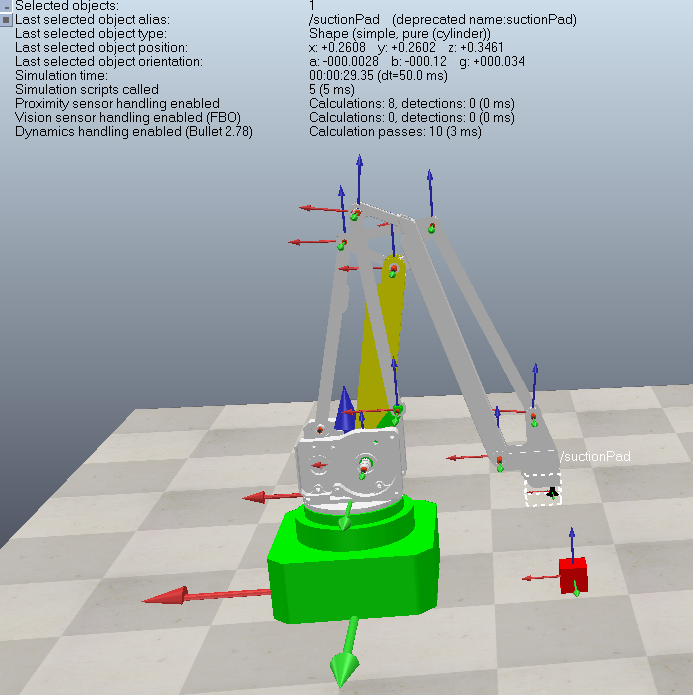 Selected objects: 1
Last selected object alias: /suctionPad (deprecated name:suctionPad)
Last selected object type: Shape (simple, pure (cylinder))
Last selected object position: x: +0.2608 y: +0.2602 z: +0.3461
Last selected object orientation: a: -000.0028 b: -000.12 g: +000.034
Simulation time: 00:00:29.35 (dt=50.0 ms)
Simulation scripts called 5 (5 ms)
Proximity sensor handling enabled Calculations: 8, detections: 0 (0 ms)
Vision sensor handling enabled (FBO) Calculations: 0, detections: 0 (0 ms)
Dynamics handling enabled (Bullet 2.78) Calculation passes: 10 (3 ms)
/suctionPad